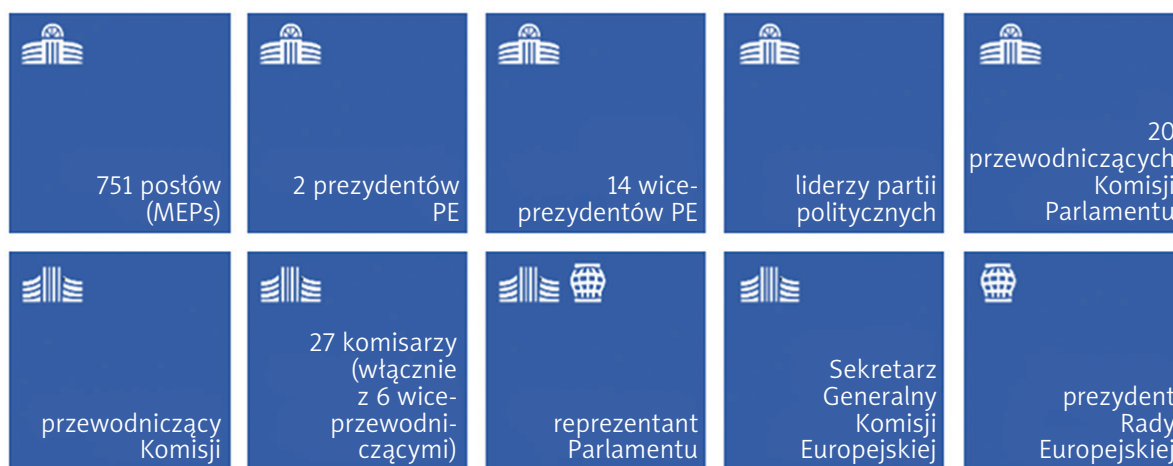 751 posłów
(MEPs)
2 prezydentów
PE
14 wice-
prezydentów PE
liderzy partii
politycznych
20
przewodniczących
Komisji
Parlamentu
przewodniczący
Komisji
27 komisarzy
(włącznie
z 6 wice-
przewodni-
czącymi)
reprezentant
Parlamentu
Sekretarz
Generalny
Komisji
Europejskiej
prezydent
Rady
Europejskiej